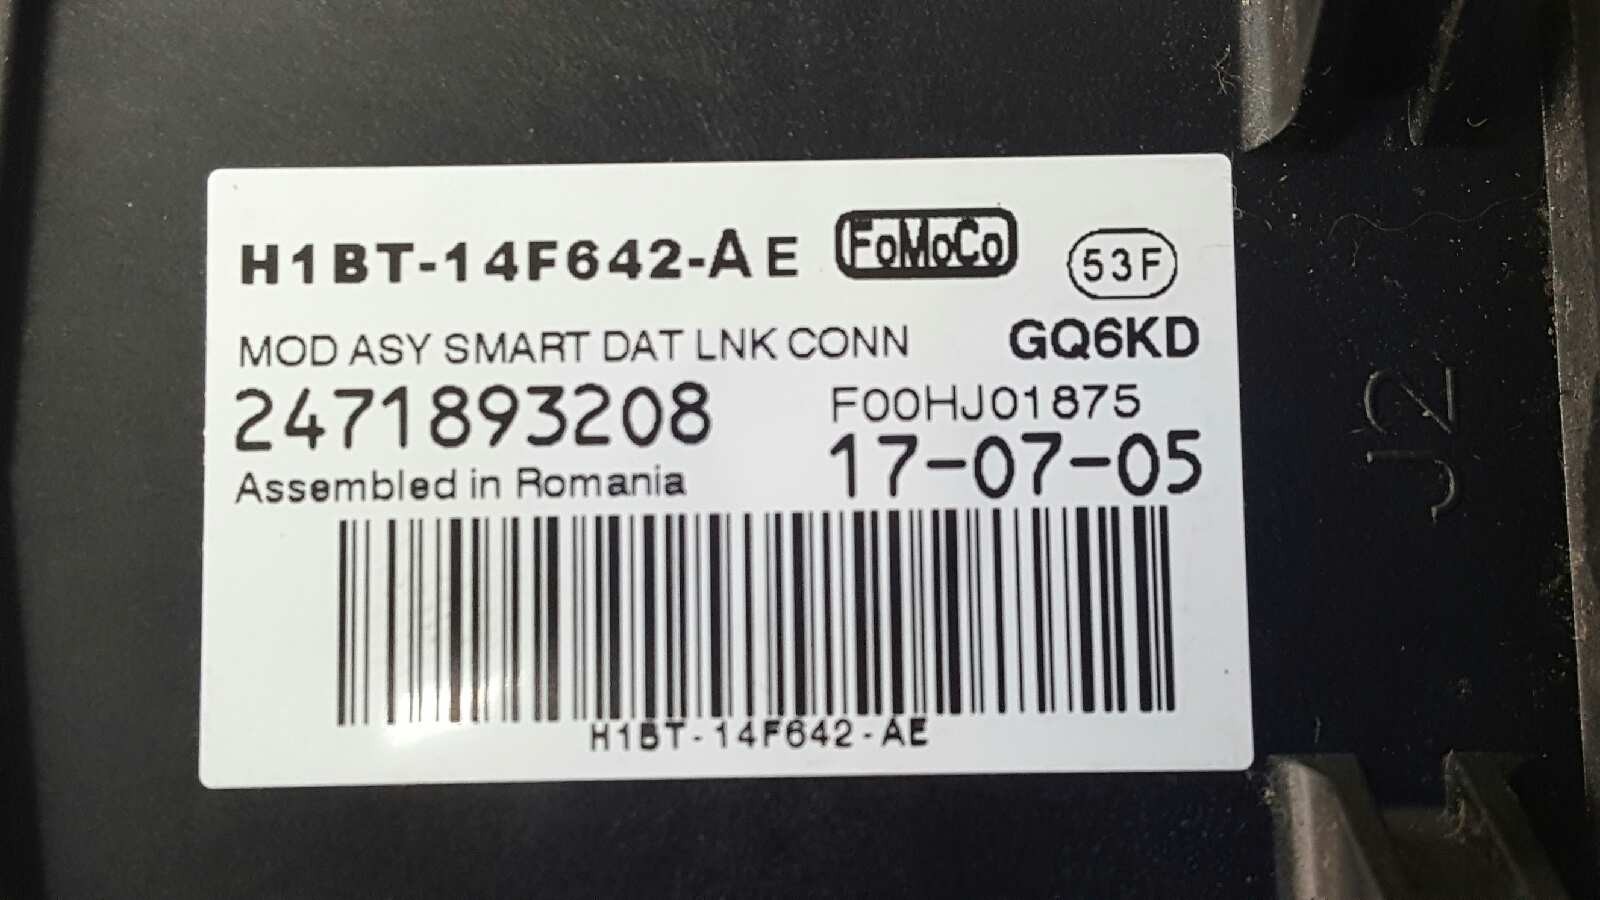 H1BT-14F642-AE FoMoCo 53F
MOD ASY SMART DAT LNK CONN GQ6KD
2471893208 F00HJ01875
Assembled in Romania 17-07-05
H1BT-14F642-AE
J2